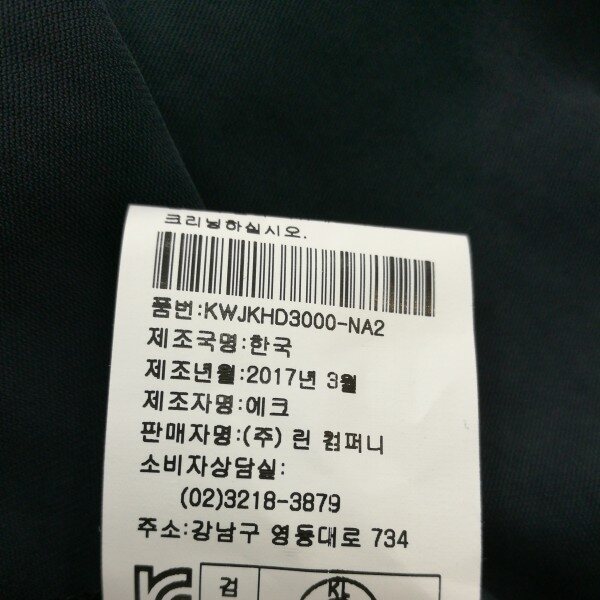 크리닝하십시오.
품번:KWJKHD3000-NA2
제조국명:한국
제조년월:2017년 3월
제조자명:에크
판매자명:(주) 린 컴퍼니
소비자상담실:
(02)3218-3879
주소:강남구 영동대로 734
검